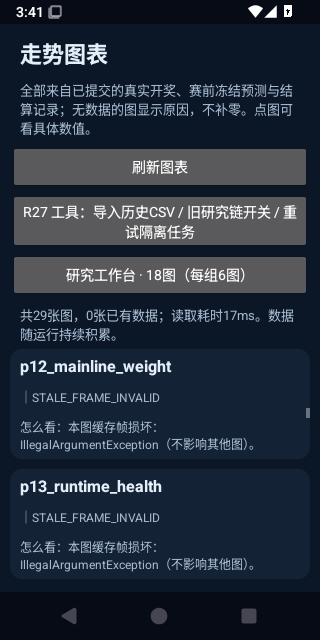 3:41
走势图表
全部来自已提交的真实开奖、赛前冻结预测与结
算记录；无数据的图显示原因，不补零。点图可
看具体数值。
刷新图表
R27 工具：导入历史CSV / 旧研究链开关 / 重
试隔离任务
研究工作台 · 18图（每组6图）
共29张图，0张已有数据；读取耗时17ms。数据
随运行持续积累。
p12_mainline_weight
STALE_FRAME_INVALID
怎么看：本图缓存帧损坏：
IllegalArgumentException（不影响其他图）。
p13_runtime_health
STALE_FRAME_INVALID
怎么看：本图缓存帧损坏：
IllegalArgumentException（不影响其他图）。